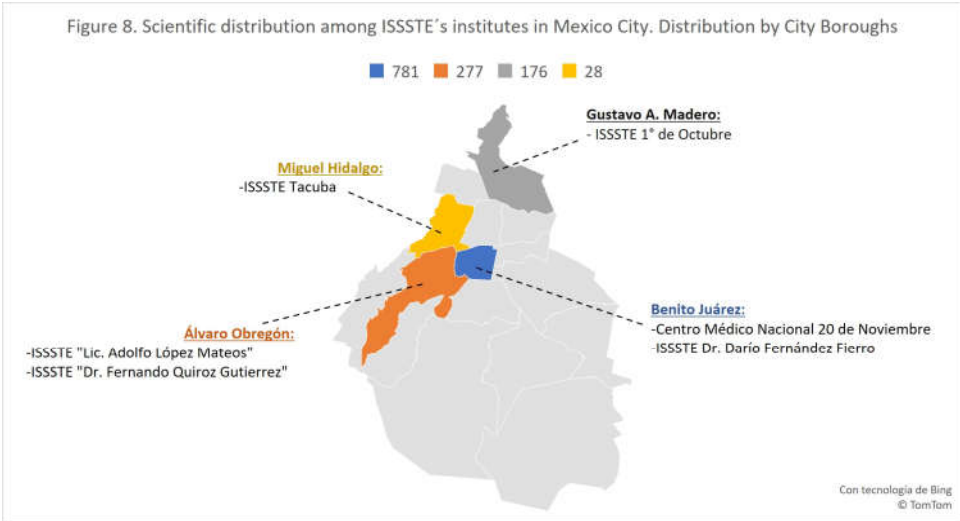 Figure 8. Scientific distribution among ISSSTE´s institutes in Mexico City. Distribution by City Boroughs
781 277 176 28
Gustavo A. Madero:
- ISSSTE 1° de Octubre
Miguel Hidalgo:
-ISSSTE Tacuba
Benito Juárez:
-Centro Médico Nacional 20 de Noviembre
-ISSSTE Dr. Darío Fernández Fierro
Álvaro Obregón:
-ISSSTE "Lic. Adolfo López Mateos"
-ISSSTE "Dr. Fernando Quiroz Gutierrez"
Con tecnología de Bing
© TomTom